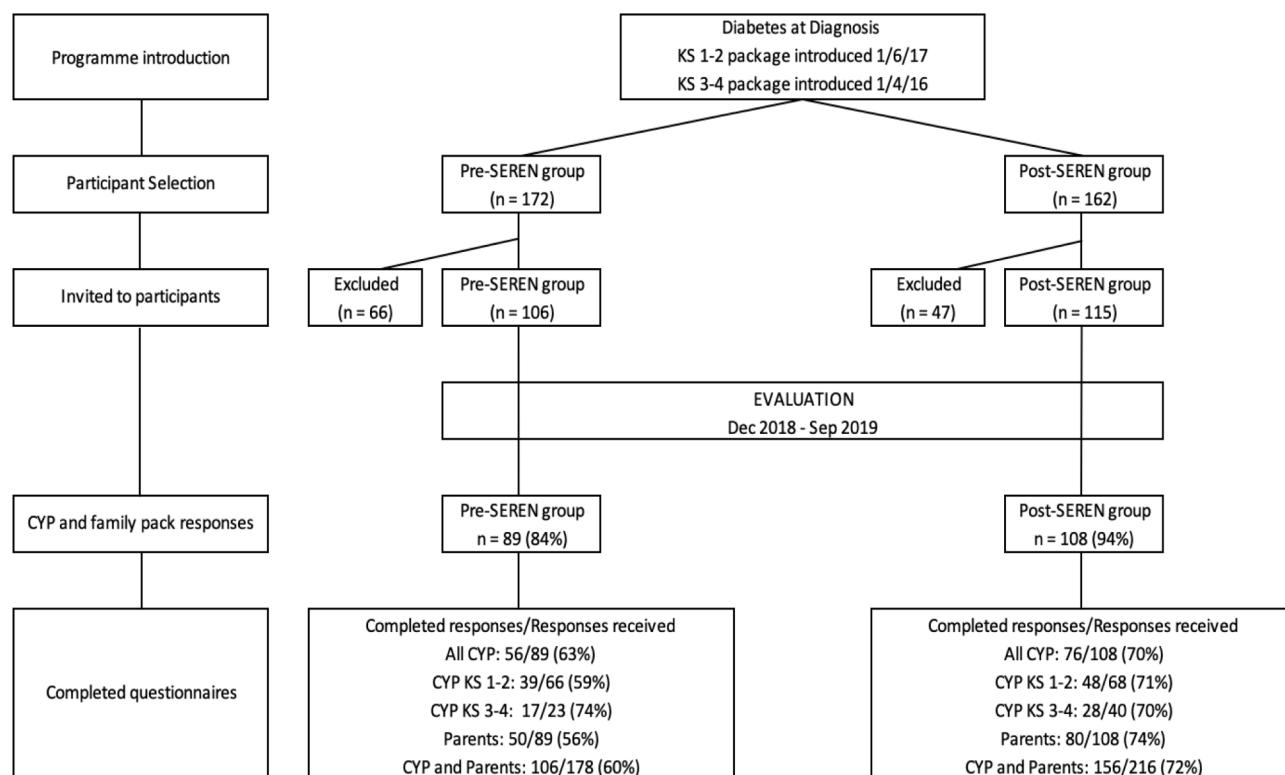 Programme introduction
Diabetes at Diagnosis
KS 1-2 package introduced 1/6/17
KS 3-4 package introduced 1/4/16
Participant Selection
Pre-SEREN group
(n = 172)
Post-SEREN group
(n = 162)
Invited to participants
Excluded
(n = 66)
Pre-SEREN group
(n = 106)
Excluded
(n = 47)
Post-SEREN group
(n = 115)
EVALUATION
Dec 2018 - Sep 2019
CYP and family pack responses
Pre-SEREN group
n = 89 (84%)
Post-SEREN group
n = 108 (94%)
Completed questionnaires
Completed responses/Responses received
All CYP: 56/89 (63%)
CYP KS 1-2: 39/66 (59%)
CYP KS 3-4: 17/23 (74%)
Parents: 50/89 (56%)
CYP and Parents: 106/178 (60%)
Completed responses/Responses received
All CYP: 76/108 (70%)
CYP KS 1-2: 48/68 (71%)
CYP KS 3-4: 28/40 (70%)
Parents: 80/108 (74%)
CYP and Parents: 156/216 (72%)